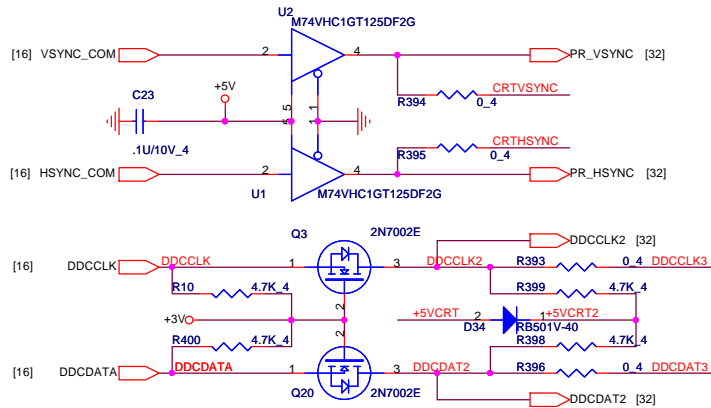 U2
M74VHC1GT125DF2G
[16] VSYNC_COM 2 4 PR_VSYNC [32]
CRTVSYNC
R394 0_4
+5V
C23
5 1
5 1
.1U/10V_4
CRTHSYNC
R395 0_4
[16] HSYNC_COM 2 4 PR_HSYNC [32]
U1 M74VHC1GT125DF2G
Q3 2N7002E
DDCCLK2 [32]
[16] DDCCLK DDCCLK 1 3 DDCCLK2 R393 0_4 DDCCLK3
R10 4.7K_4 R399 4.7K_4
2
+3V +5VCRT 2 1 +5VCRT2
D34 RB501V-40
2
R400 4.7K_4 R398 4.7K_4
[16] DDCDATA DDCDATA 1 3 DDCDAT2 R396 0_4 DDCDAT3
Q20 2N7002E
DDCDAT2 [32]